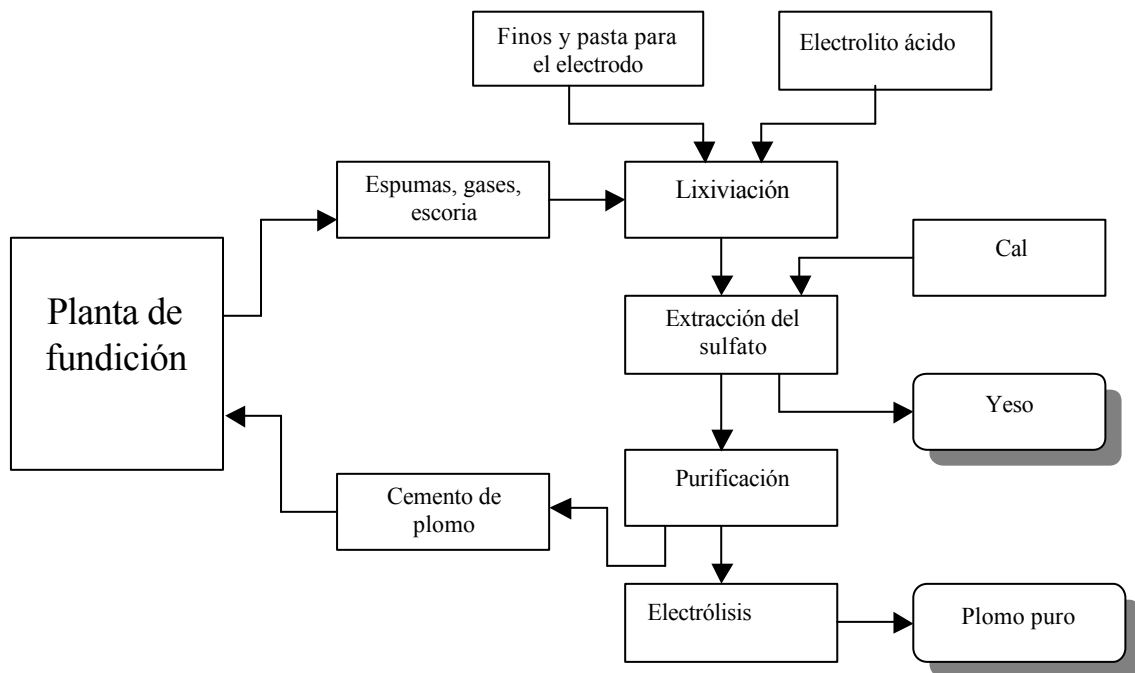 Finos y pasta para
el electrodo
Electrolito ácido
Espumas, gases,
escoria
Lixiviación
Cal
Planta de
fundición
Extracción del
sulfato
Yeso
Purificación
Cemento de
plomo
Electrólisis
Plomo puro